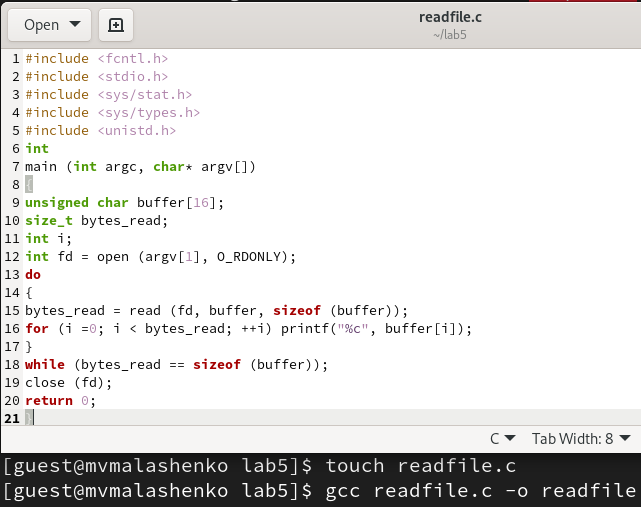 Open
readfile.c
~/lab5
1 #include <fcntl.h>
2 #include <stdio.h>
3 #include <sys/stat.h>
4 #include <sys/types.h>
5 #include <unistd.h>
6 int
7 main (int argc, char* argv[])
8 {
9 unsigned char buffer[16];
10 size_t bytes_read;
11 int i;
12 int fd = open (argv[1], O_RDONLY);
13 do
14 {
15 bytes_read = read (fd, buffer, sizeof (buffer));
16 for (i =0; i < bytes_read; ++i) printf("%c", buffer[i]);
17 }
18 while (bytes_read == sizeof (buffer));
19 close (fd);
20 return 0;
21 }
C Tab Width: 8
[guest@mvmalashenko lab5]$ touch readfile.c
[guest@mvmalashenko lab5]$ gcc readfile.c -o readfile